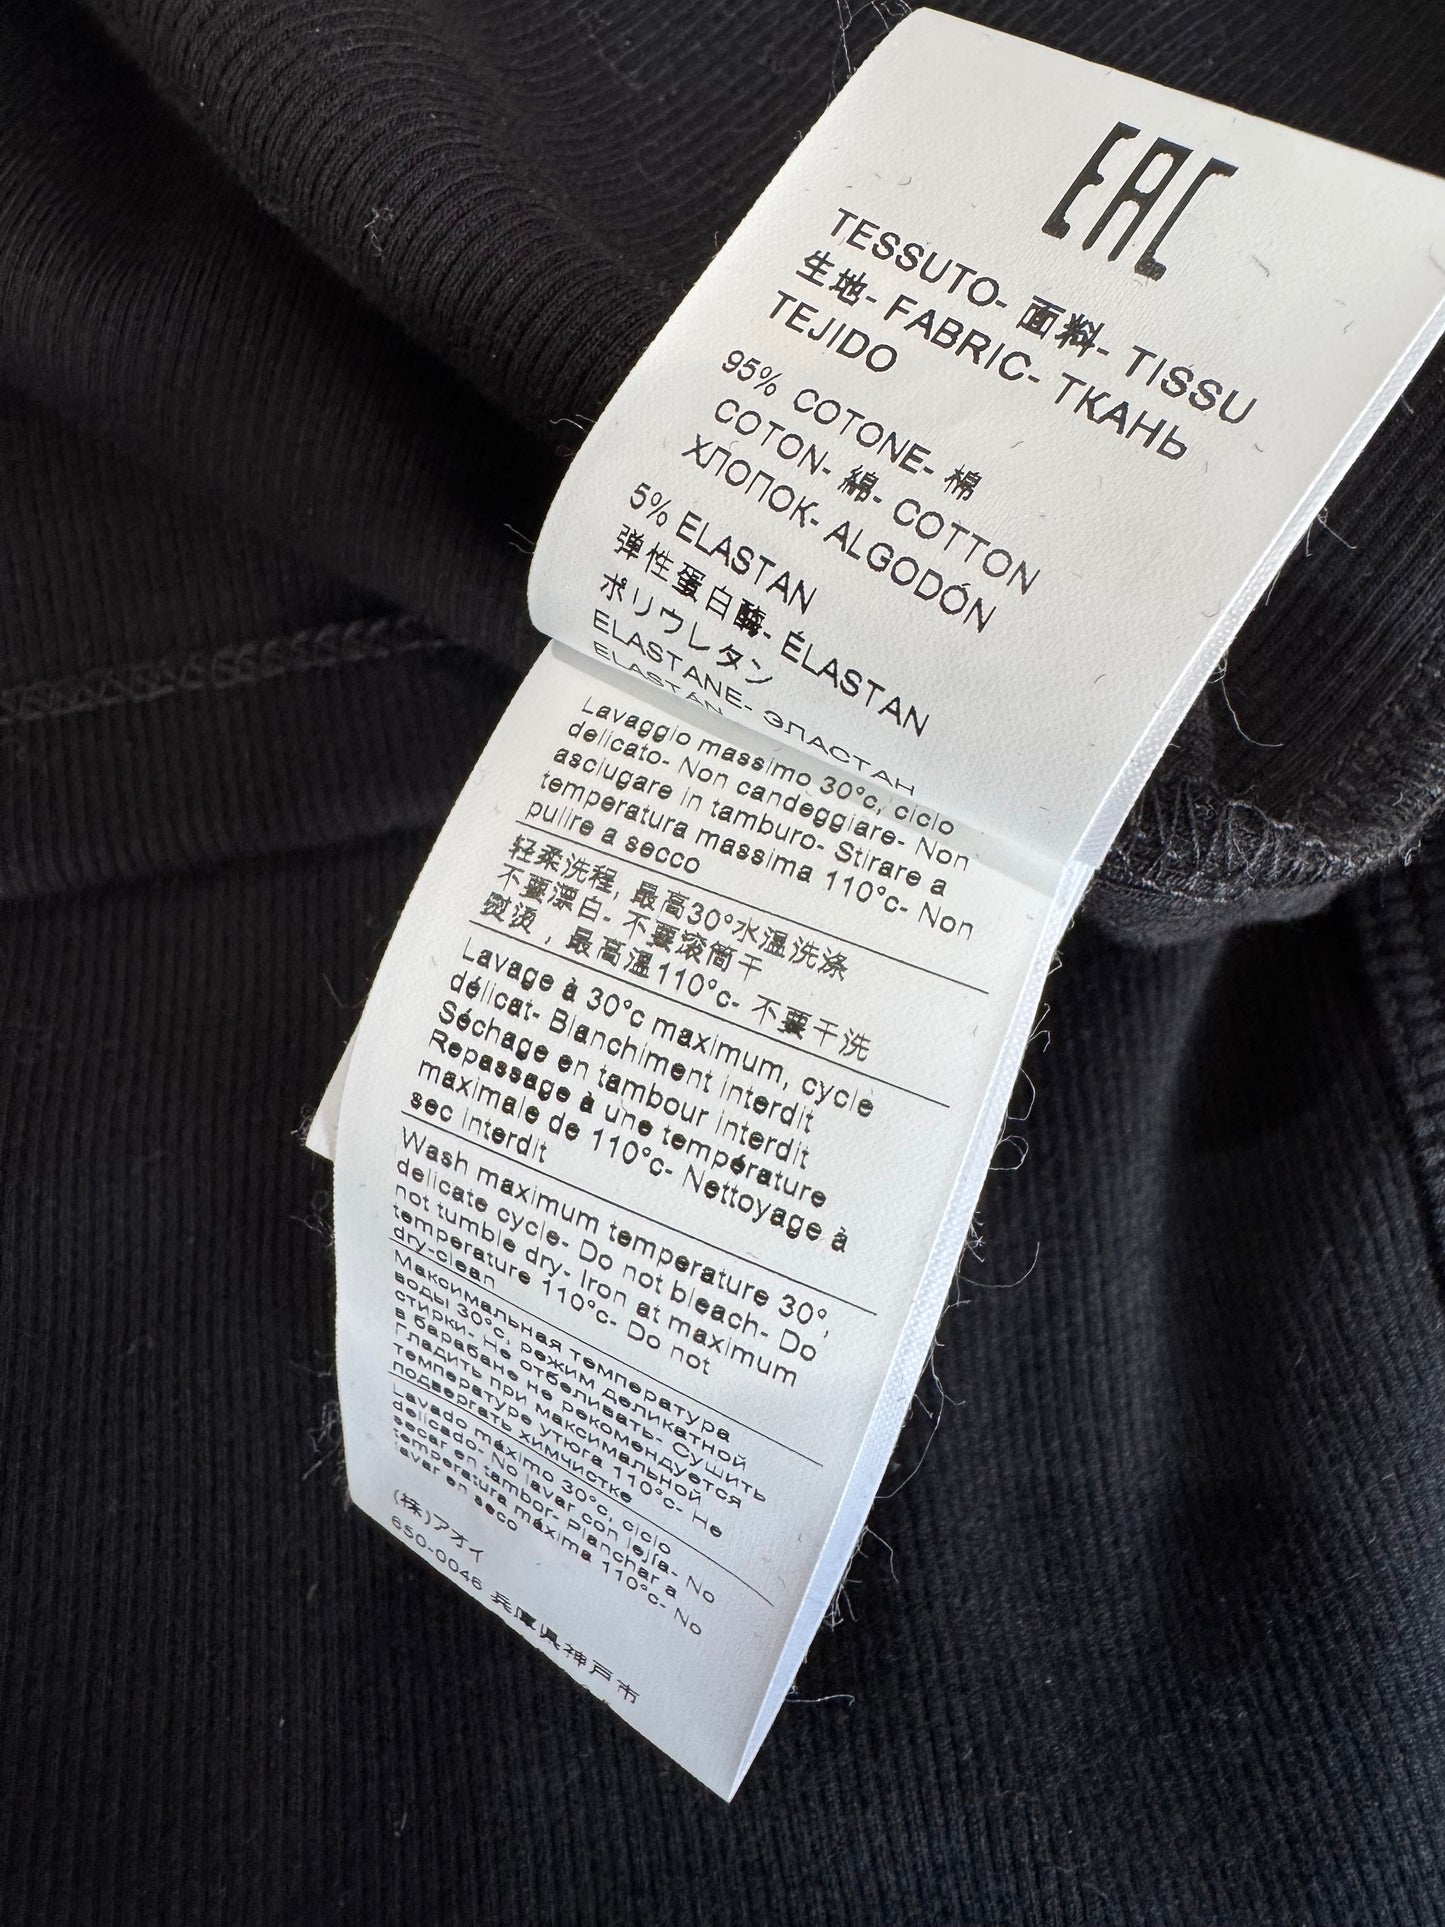 EAC
TESSUTO- 面料- TISSU
生地- FABRIC- ТКАНЬ
TEJIDO
95% COTONE- 棉
COTON- 綿- COTTON
ХЛОПОК- ALGODÓN
5% ELASTAN
弹性蛋白酶- ÉLASTAN
ポリウレタン
ELASTANE- ЭЛАСТАН
ELASTAN
Lavaggio massimo 30°c, ciclo
delicato- Non candeggiare- Non
asciugare in tamburo- Stirare a
temperatura massima 110°c- Non
pulire a secco
轻柔洗程, 最高30°水温洗涤
不要漂白- 不要滚筒干
熨烫, 最高温110°c- 不要干洗
Lavage à 30°c maximum, cycle
délicat- Blanchiment interdit
Séchage en tambour interdit
Repassage à une température
maximale de 110°c- Nettoyage à
sec interdit
Wash maximum temperature 30°,
delicate cycle- Do not bleach- Do
not tumble dry- Iron at maximum
temperature 110°c- Do not
dry-clean
Максимальная температура
воды 30°c, режим деликатной
стирки- Не отбеливать- Сушить
в барабане не рекомендуется
Гладить при максимальной
температуре утюга 110°c- Не
подвергать химчистке
Lavado máximo 30°c, ciclo
delicado- No lavar con lejía- No
secar en tambor- Planchar a
temperatura máxima 110°c- No
lavar en seco
(株)アオイ
650-0046 兵庫県神戸市